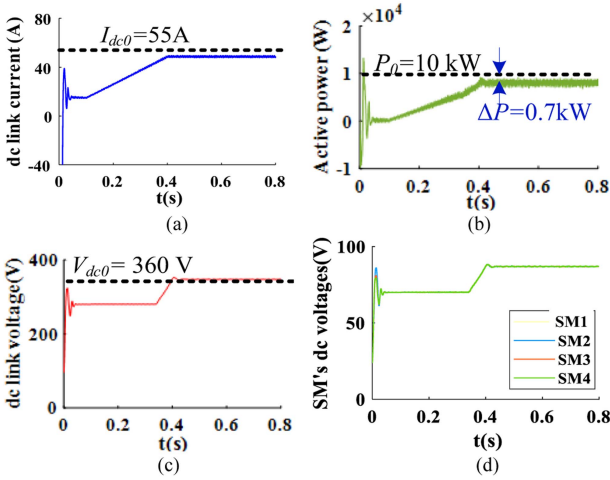 dc link current (A)
80
40
0
-40
I_dc0=55A
0 0.2 0.4 0.6 0.8
t(s)
(a)
×10⁴
Active power (W)
2
1
0
-1
P_0=10 kW
ΔP=0.7kW
0 0.2 0.4 0.6 0.8
t(s)
(b)
dc link voltage(V)
400
200
0
V_dc0= 360 V
0 0.2 0.4 0.6 0.8
t(s)
(c)
SM's dc voltages(V)
100
50
0
SM1
SM2
SM3
SM4
0 0.2 0.4 0.6 0.8
t(s)
(d)